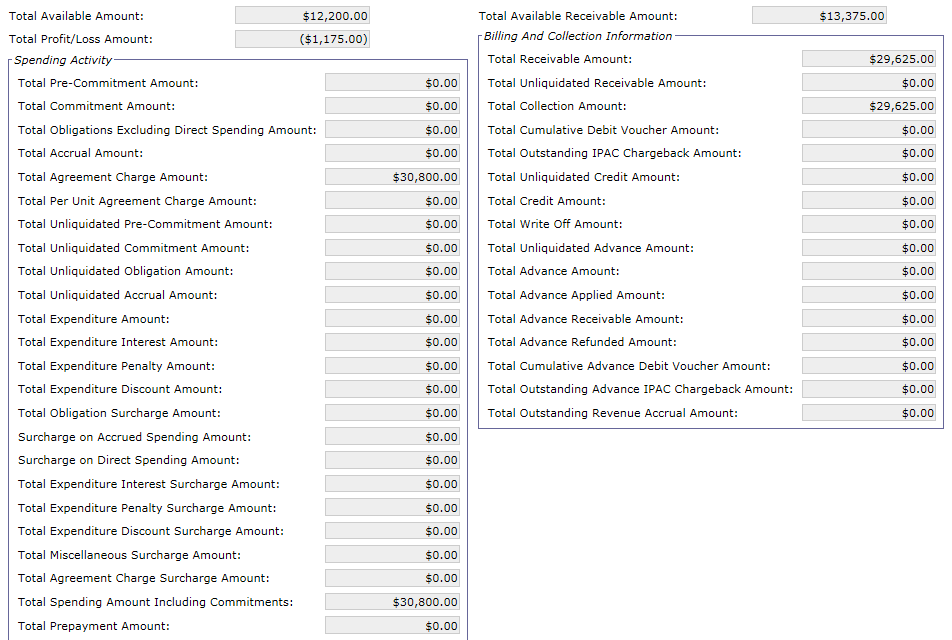 Total Available Amount: $12,200.00
Total Profit/Loss Amount: ($1,175.00)
Spending Activity
Total Pre-Commitment Amount: $0.00
Total Commitment Amount: $0.00
Total Obligations Excluding Direct Spending Amount: $0.00
Total Accrual Amount: $0.00
Total Agreement Charge Amount: $30,800.00
Total Per Unit Agreement Charge Amount: $0.00
Total Unliquidated Pre-Commitment Amount: $0.00
Total Unliquidated Commitment Amount: $0.00
Total Unliquidated Obligation Amount: $0.00
Total Unliquidated Accrual Amount: $0.00
Total Expenditure Amount: $0.00
Total Expenditure Interest Amount: $0.00
Total Expenditure Penalty Amount: $0.00
Total Expenditure Discount Amount: $0.00
Total Obligation Surcharge Amount: $0.00
Surcharge on Accrued Spending Amount: $0.00
Surcharge on Direct Spending Amount: $0.00
Total Expenditure Interest Surcharge Amount: $0.00
Total Expenditure Penalty Surcharge Amount: $0.00
Total Expenditure Discount Surcharge Amount: $0.00
Total Miscellaneous Surcharge Amount: $0.00
Total Agreement Charge Surcharge Amount: $0.00
Total Spending Amount Including Commitments: $30,800.00
Total Prepayment Amount: $0.00
Total Available Receivable Amount: $13,375.00
Billing And Collection Information
Total Receivable Amount: $29,625.00
Total Unliquidated Receivable Amount: $0.00
Total Collection Amount: $29,625.00
Total Cumulative Debit Voucher Amount: $0.00
Total Outstanding IPAC Chargeback Amount: $0.00
Total Unliquidated Credit Amount: $0.00
Total Credit Amount: $0.00
Total Write Off Amount: $0.00
Total Unliquidated Advance Amount: $0.00
Total Advance Amount: $0.00
Total Advance Applied Amount: $0.00
Total Advance Receivable Amount: $0.00
Total Advance Refunded Amount: $0.00
Total Cumulative Advance Debit Voucher Amount: $0.00
Total Outstanding Advance IPAC Chargeback Amount: $0.00
Total Outstanding Revenue Accrual Amount: $0.00